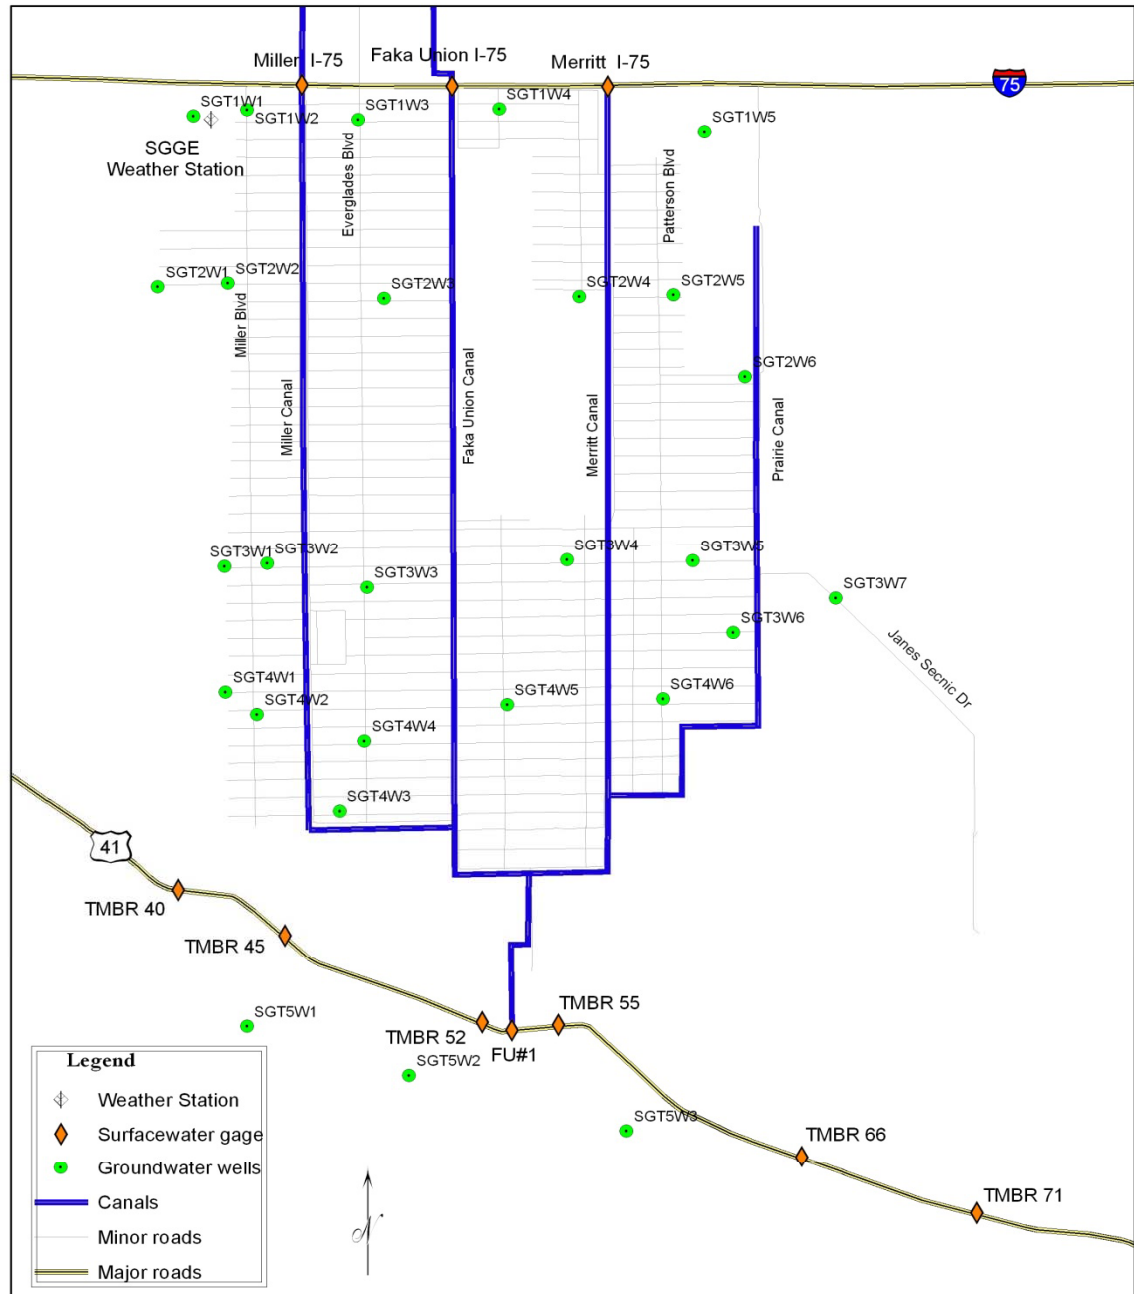 Miller I-75
Faka Union I-75
Merritt I-75
75
SGT1W1
SGT1W2
SGT1W3
SGT1W4
SGT1W5
SGGE
Weather Station
Everglades Blvd
Patterson Blvd
SGT2W1
SGT2W2
SGT2W3
SGT2W4
SGT2W5
SGT2W6
Miller Blvd
Miller Canal
Faka Union Canal
Merritt Canal
Prairie Canal
SGT3W1
SGT3W2
SGT3W3
SGT3W4
SGT3W5
SGT3W7
SGT3W6
Janes Secnic Dr
SGT4W1
SGT4W2
SGT4W4
SGT4W5
SGT4W6
SGT4W3
41
TMBR 40
TMBR 45
TMBR 52
FU#1
TMBR 55
SGT5W1
SGT5W2
SGT5W3
TMBR 66
TMBR 71
Legend
Weather Station
Surfacewater gage
Groundwater wells
Canals
Minor roads
Major roads
N